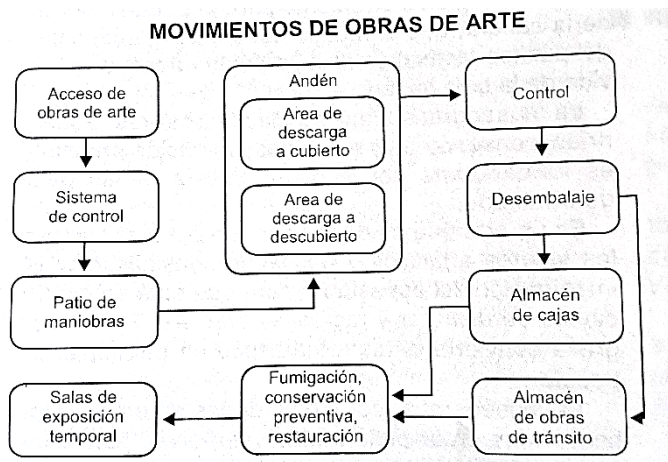 MOVIMIENTOS DE OBRAS DE ARTE
Acceso de
obras de arte
Sistema
de control
Patio de
maniobras
Andén
Area de
descarga
a cubierto
Area de
descarga a
descubierto
Control
Desembalaje
Almacén
de cajas
Almacén
de obras
de tránsito
Fumigación,
conservación
preventiva,
restauración
Salas de
exposición
temporal